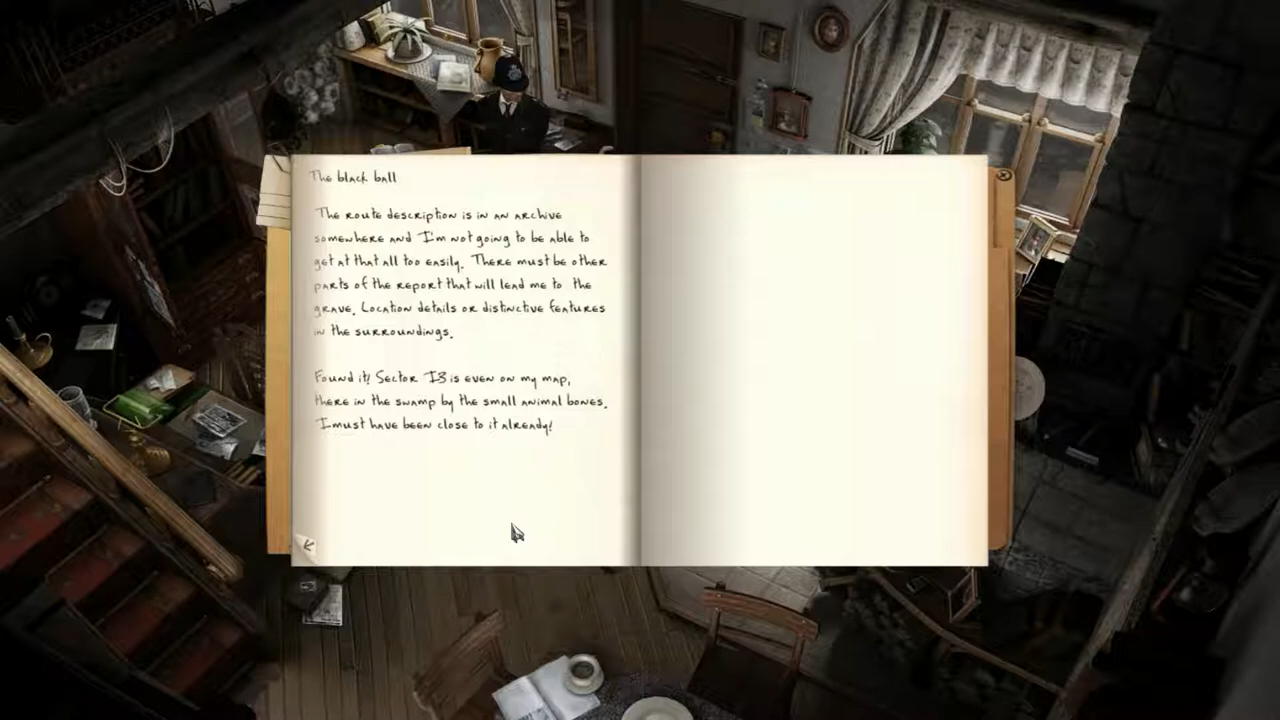 The black ball
The route description is in an archive
somewhere and I'm not going to be able to
get at that all too easily. There must be other
parts of the report that will lead me to the
grave. Location details or distinctive features
in the surroundings.
Found it! Sector I8 is even on my map,
there in the swamp by the small animal bones.
I must have been close to it already!